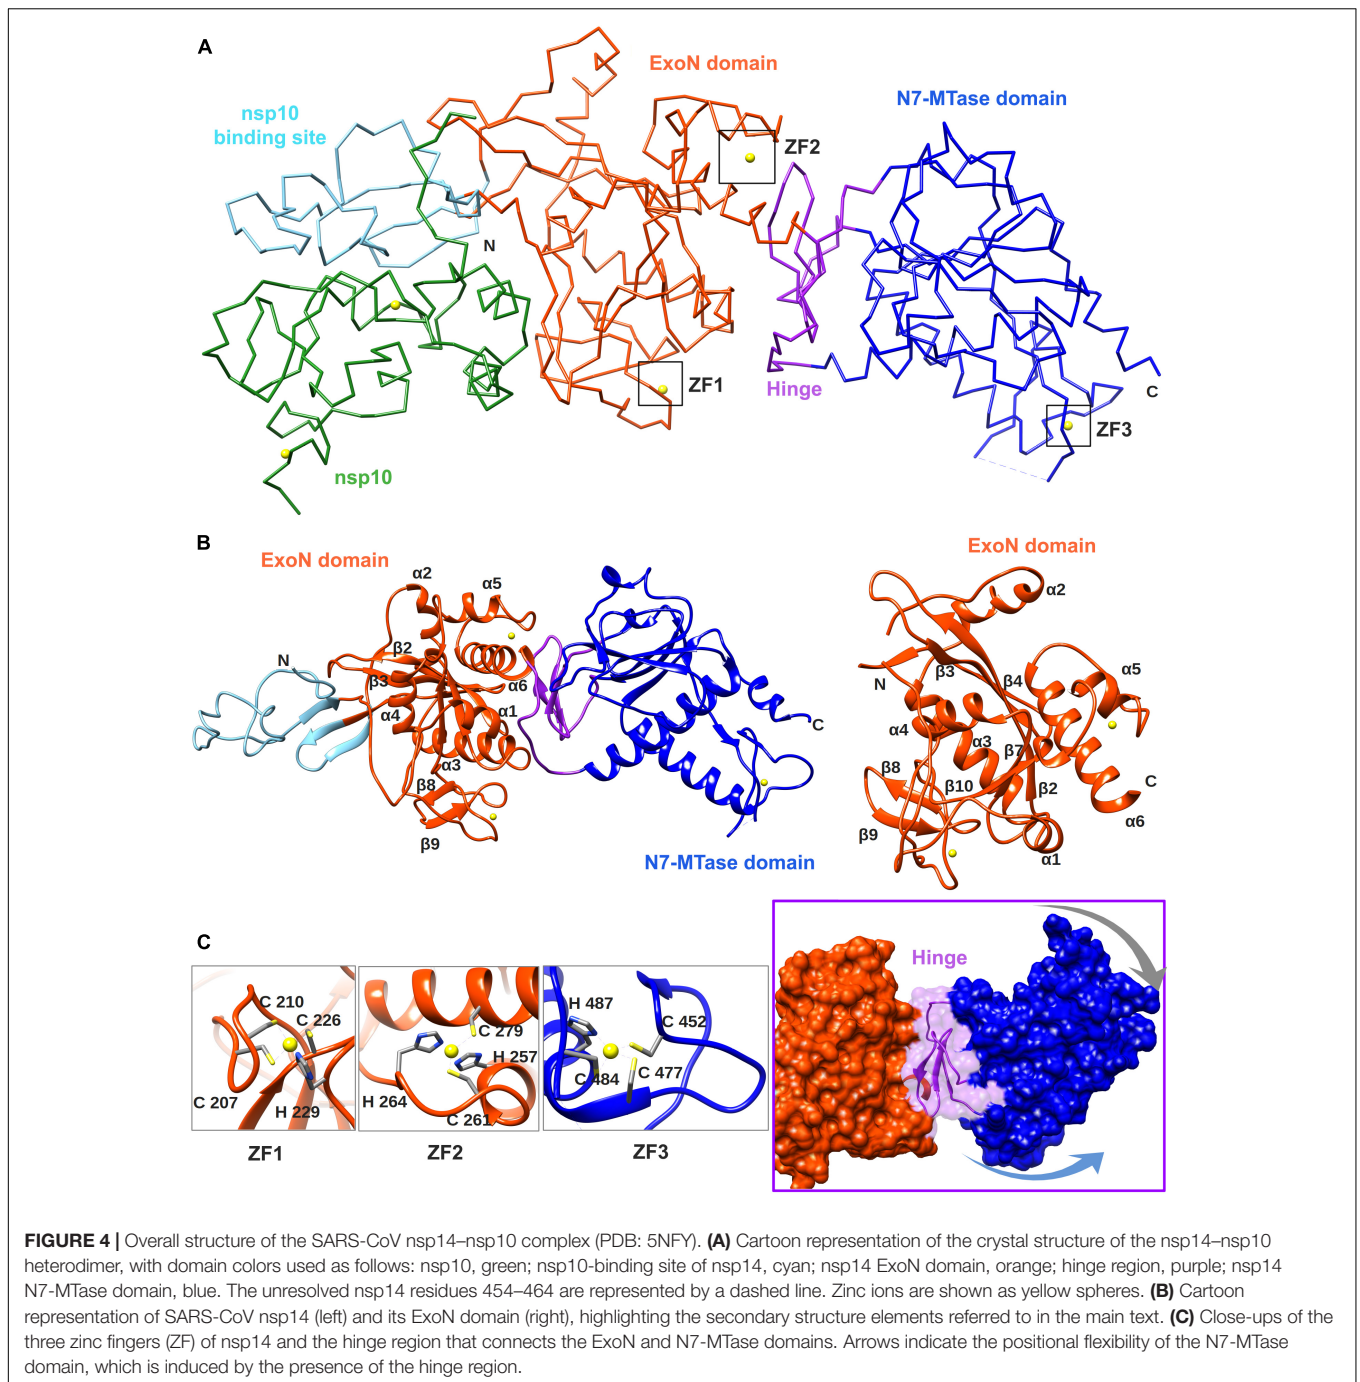 A
ExoN domain
nsp10
binding site
N7-MTase domain
ZF2
N
ZF1
Hinge
C
ZF3
nsp10
B
ExoN domain
α2
α5
N
β2
β3
α6
α4
α1
α3
β8
β9
C
N7-MTase domain
ExoN domain
α2
N
β3
β4
α5
α4
α3
β7
β8
β10
β2
C
α6
β9
α1
C
C 210
C 226
C 207
H 229
ZF1
C 279
H 257
H 264
C 261
ZF2
H 487
C 452
C 484
C 477
ZF3
Hinge
FIGURE 4 | Overall structure of the SARS-CoV nsp14–nsp10 complex (PDB: 5NFY). (A) Cartoon representation of the crystal structure of the nsp14–nsp10
heterodimer, with domain colors used as follows: nsp10, green; nsp10-binding site of nsp14, cyan; nsp14 ExoN domain, orange; hinge region, purple; nsp14
N7-MTase domain, blue. The unresolved nsp14 residues 454–464 are represented by a dashed line. Zinc ions are shown as yellow spheres. (B) Cartoon
representation of SARS-CoV nsp14 (left) and its ExoN domain (right), highlighting the secondary structure elements referred to in the main text. (C) Close-ups of the
three zinc fingers (ZF) of nsp14 and the hinge region that connects the ExoN and N7-MTase domains. Arrows indicate the positional flexibility of the N7-MTase
domain, which is induced by the presence of the hinge region.